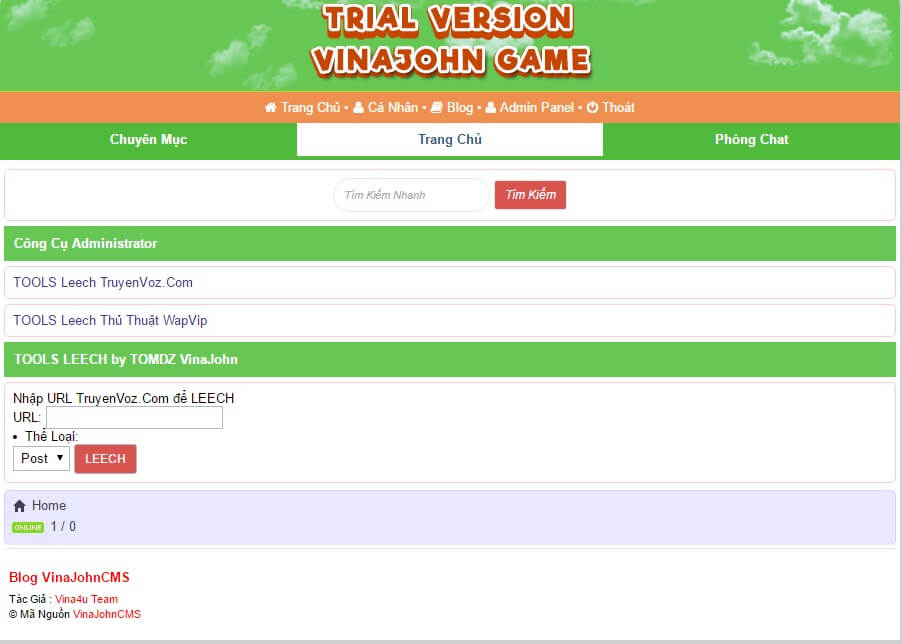 TRIAL VERSION
VINAJOHN GAME
Trang Chủ • Cá Nhân • Blog • Admin Panel • Thoát
Chuyên Mục Trang Chủ Phòng Chat
Tìm Kiếm Nhanh Tìm Kiếm
Công Cụ Administrator
TOOLS Leech TruyenVoz.Com
TOOLS Leech Thủ Thuật WapVip
TOOLS LEECH by TOMDZ VinaJohn
Nhập URL TruyenVoz.Com để LEECH
URL:
• Thể Loại:
Post ▼ LEECH
Home
ONLINE 1 / 0
Blog VinaJohnCMS
Tác Giả : Vina4u Team
© Mã Nguồn VinaJohnCMS